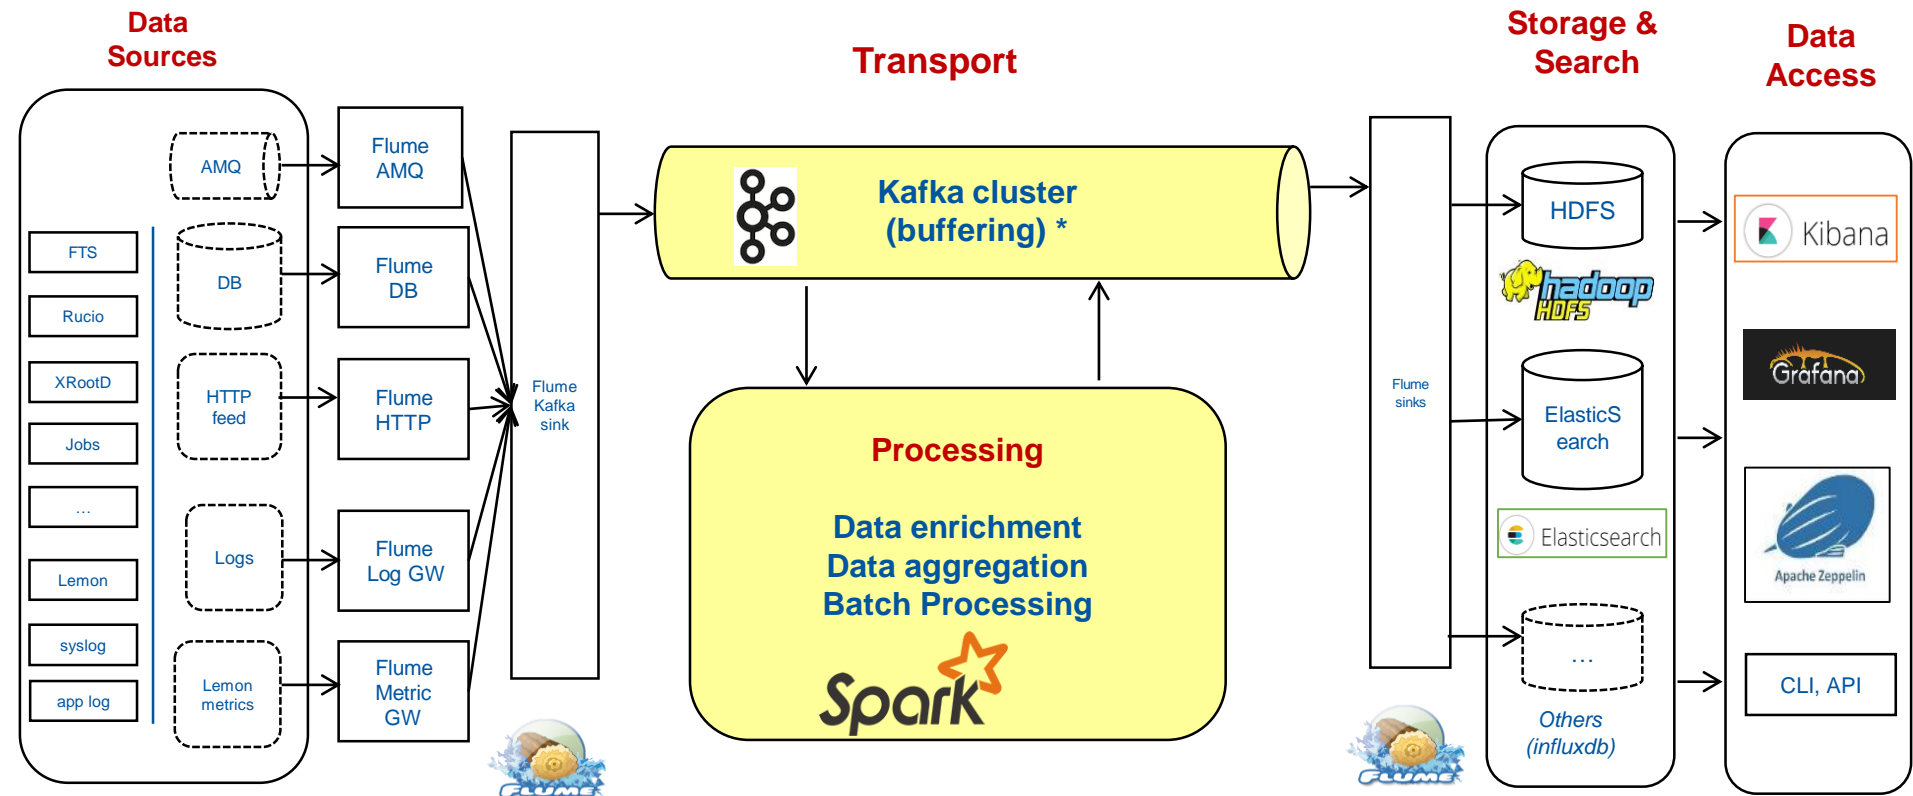 Data
Sources
Transport
Storage &
Search
Data
Access
FTS
Rucio
XRootD
Jobs
...
Lemon
syslog
app log
AMQ
DB
HTTP
feed
Logs
Lemon
metrics
Flume
AMQ
Flume
DB
Flume
HTTP
Flume
Log GW
Flume
Metric
GW
Flume
Kafka
sink
FLUME
Kafka cluster
(buffering) *
Processing
Data enrichment
Data aggregation
Batch Processing
Spark
Flume
sinks
FLUME
HDFS
hadoop
HDFS
ElasticS
earch
Elasticsearch
...
Others
(influxdb)
Kibana
Grafana
Apache Zeppelin
CLI, API